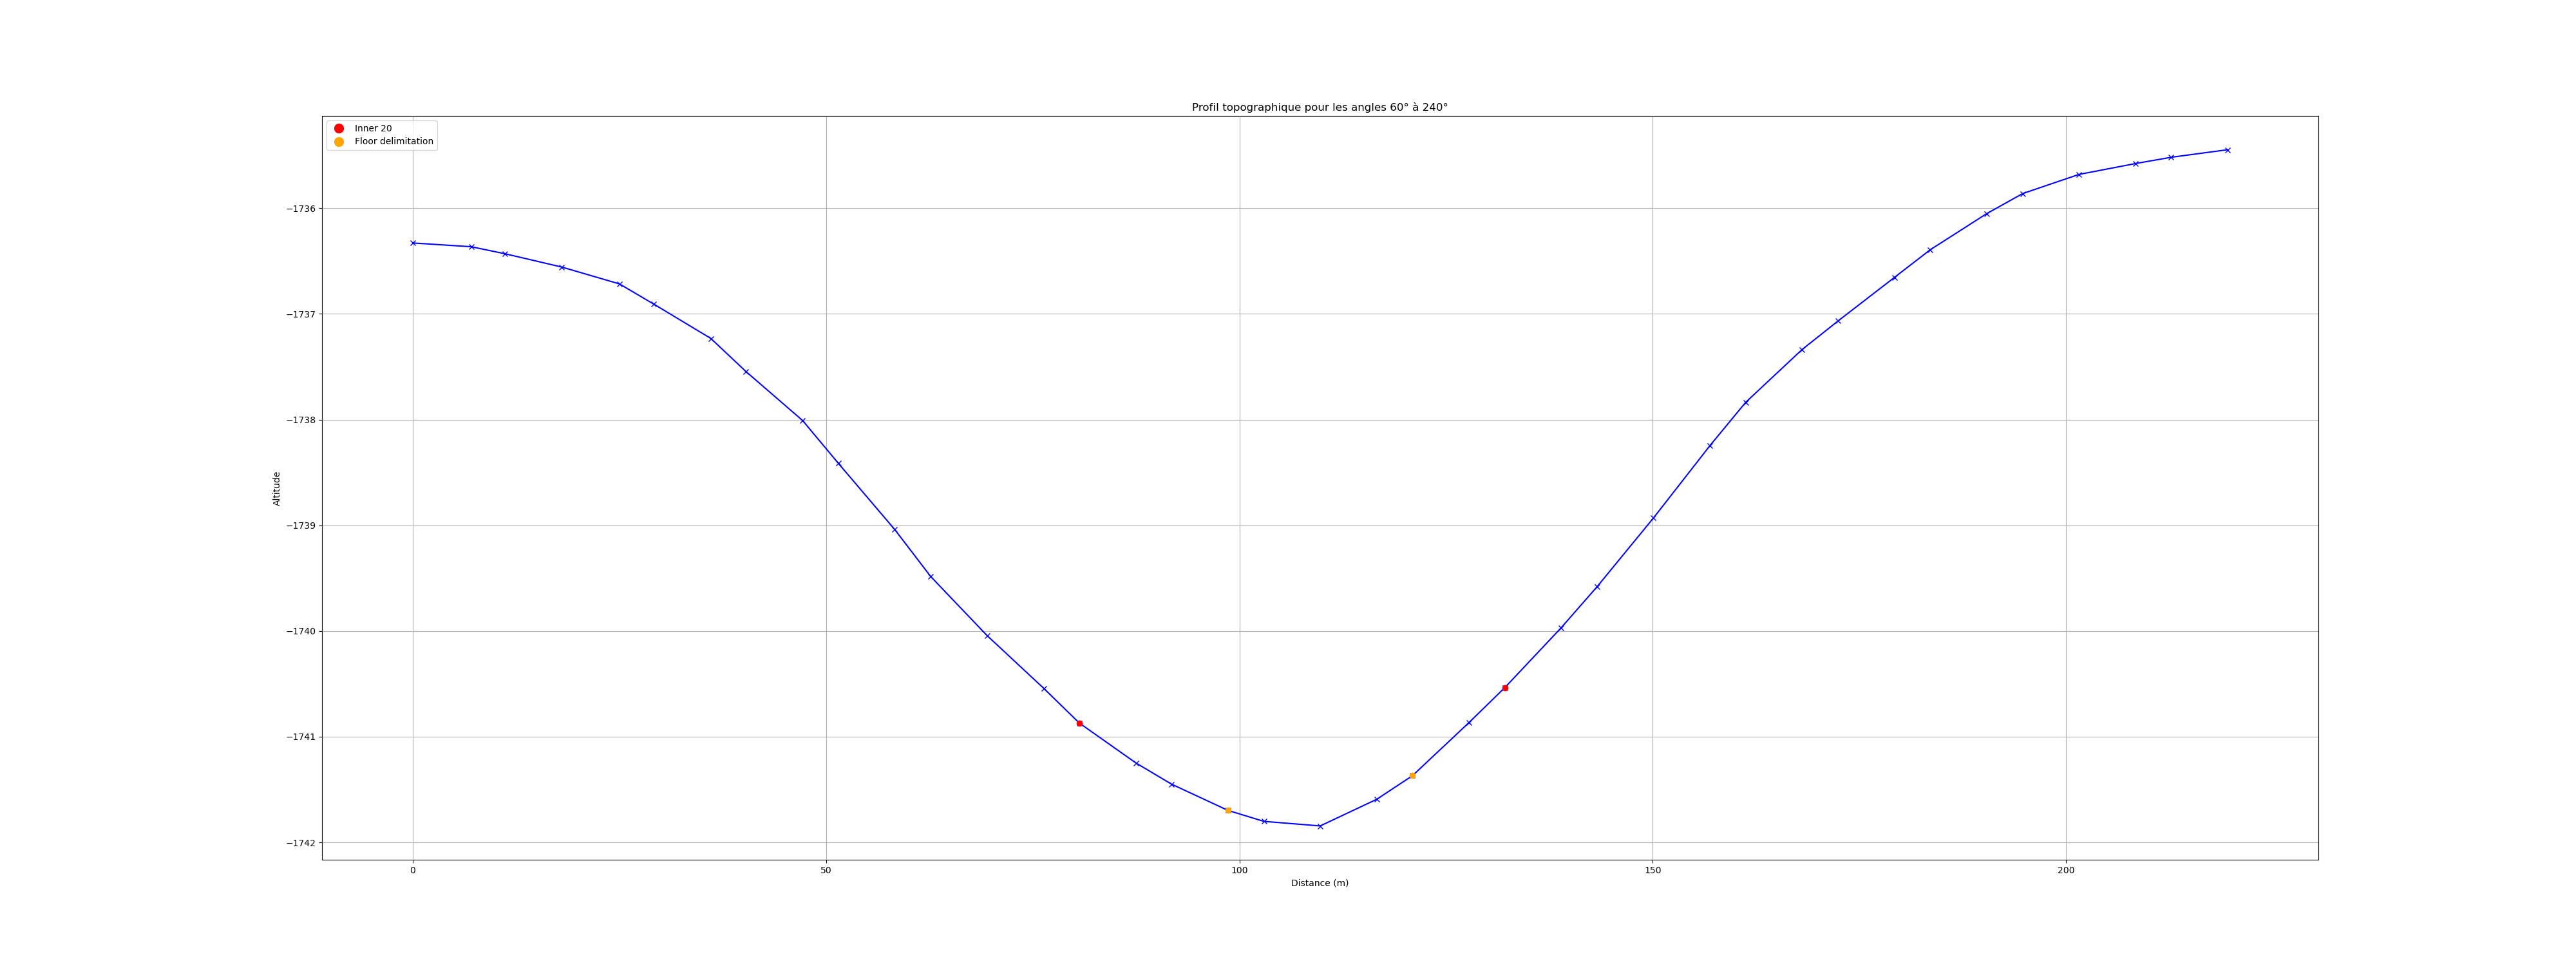 Profil topographique pour les angles 60° à 240°
Inner 20
Floor delimitation
−1736
−1737
−1738
−1739
−1740
−1741
−1742
Altitude
0 50 100 150 200
Distance (m)